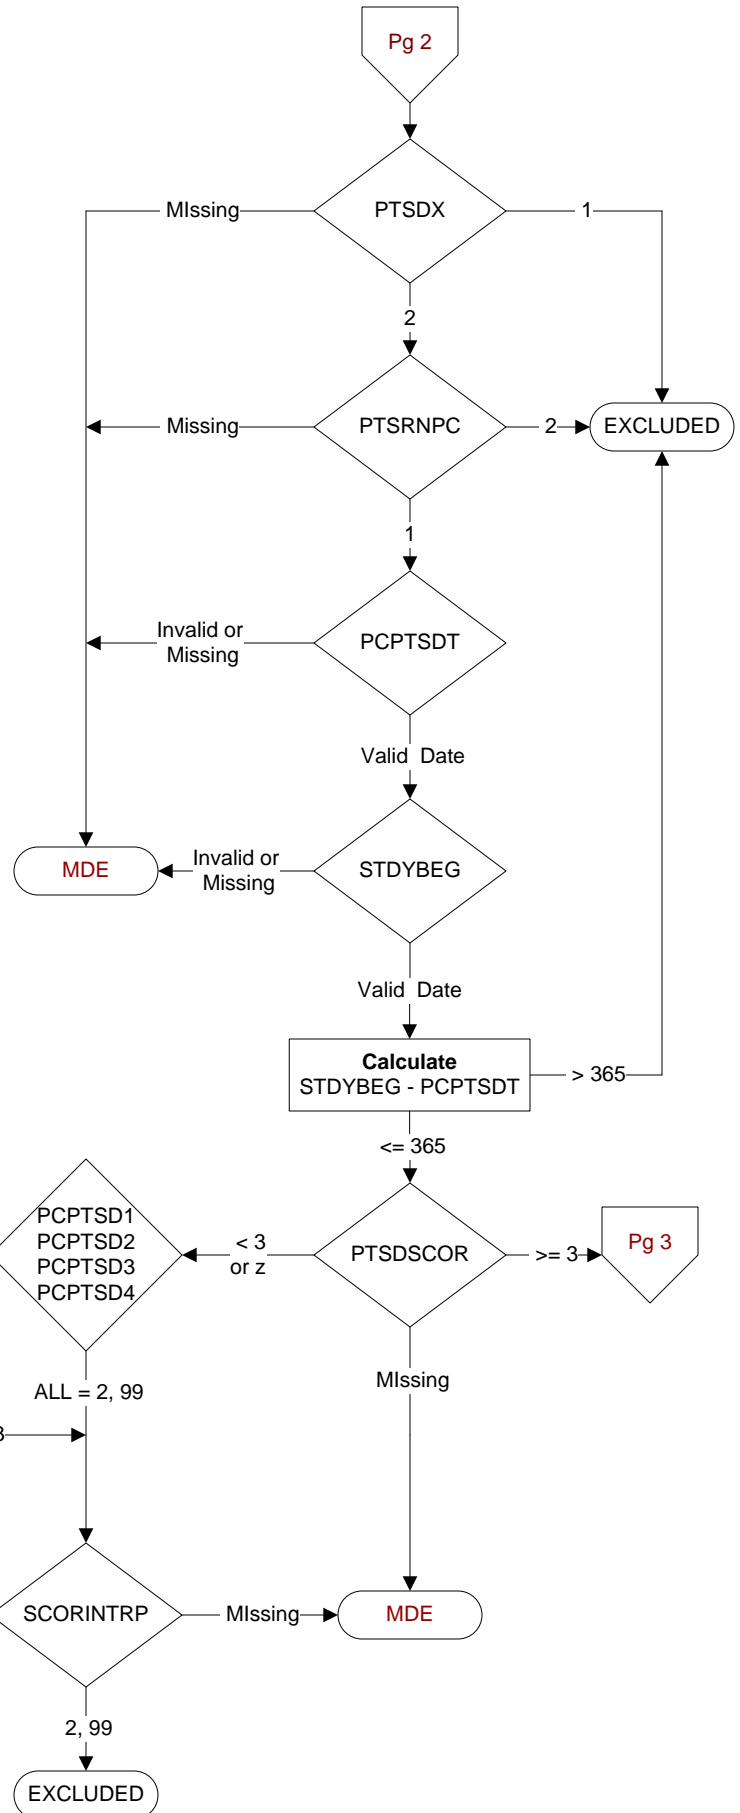 Pg 2
PTSDX
MIssing
1
2
PTSRNPC
Missing
2
EXCLUDED
1
PCPTSDT
Invalid or
Missing
Valid  Date
STDYBEG
Invalid or
Missing
MDE
Valid  Date
Calculate
STDYBEG - PCPTSDT
> 365
<= 365
PTSDSCOR
< 3
or z
>= 3
Pg 3
PCPTSD1
PCPTSD2
PCPTSD3
PCPTSD4
ALL = 2, 99
MIssing
SCORINTRP
MIssing
MDE
2, 99
EXCLUDED